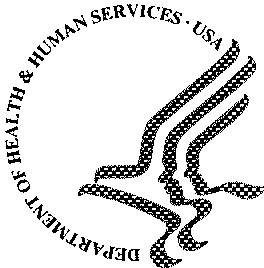 DEPARTMENT OF HEALTH & HUMAN SERVICES · USA